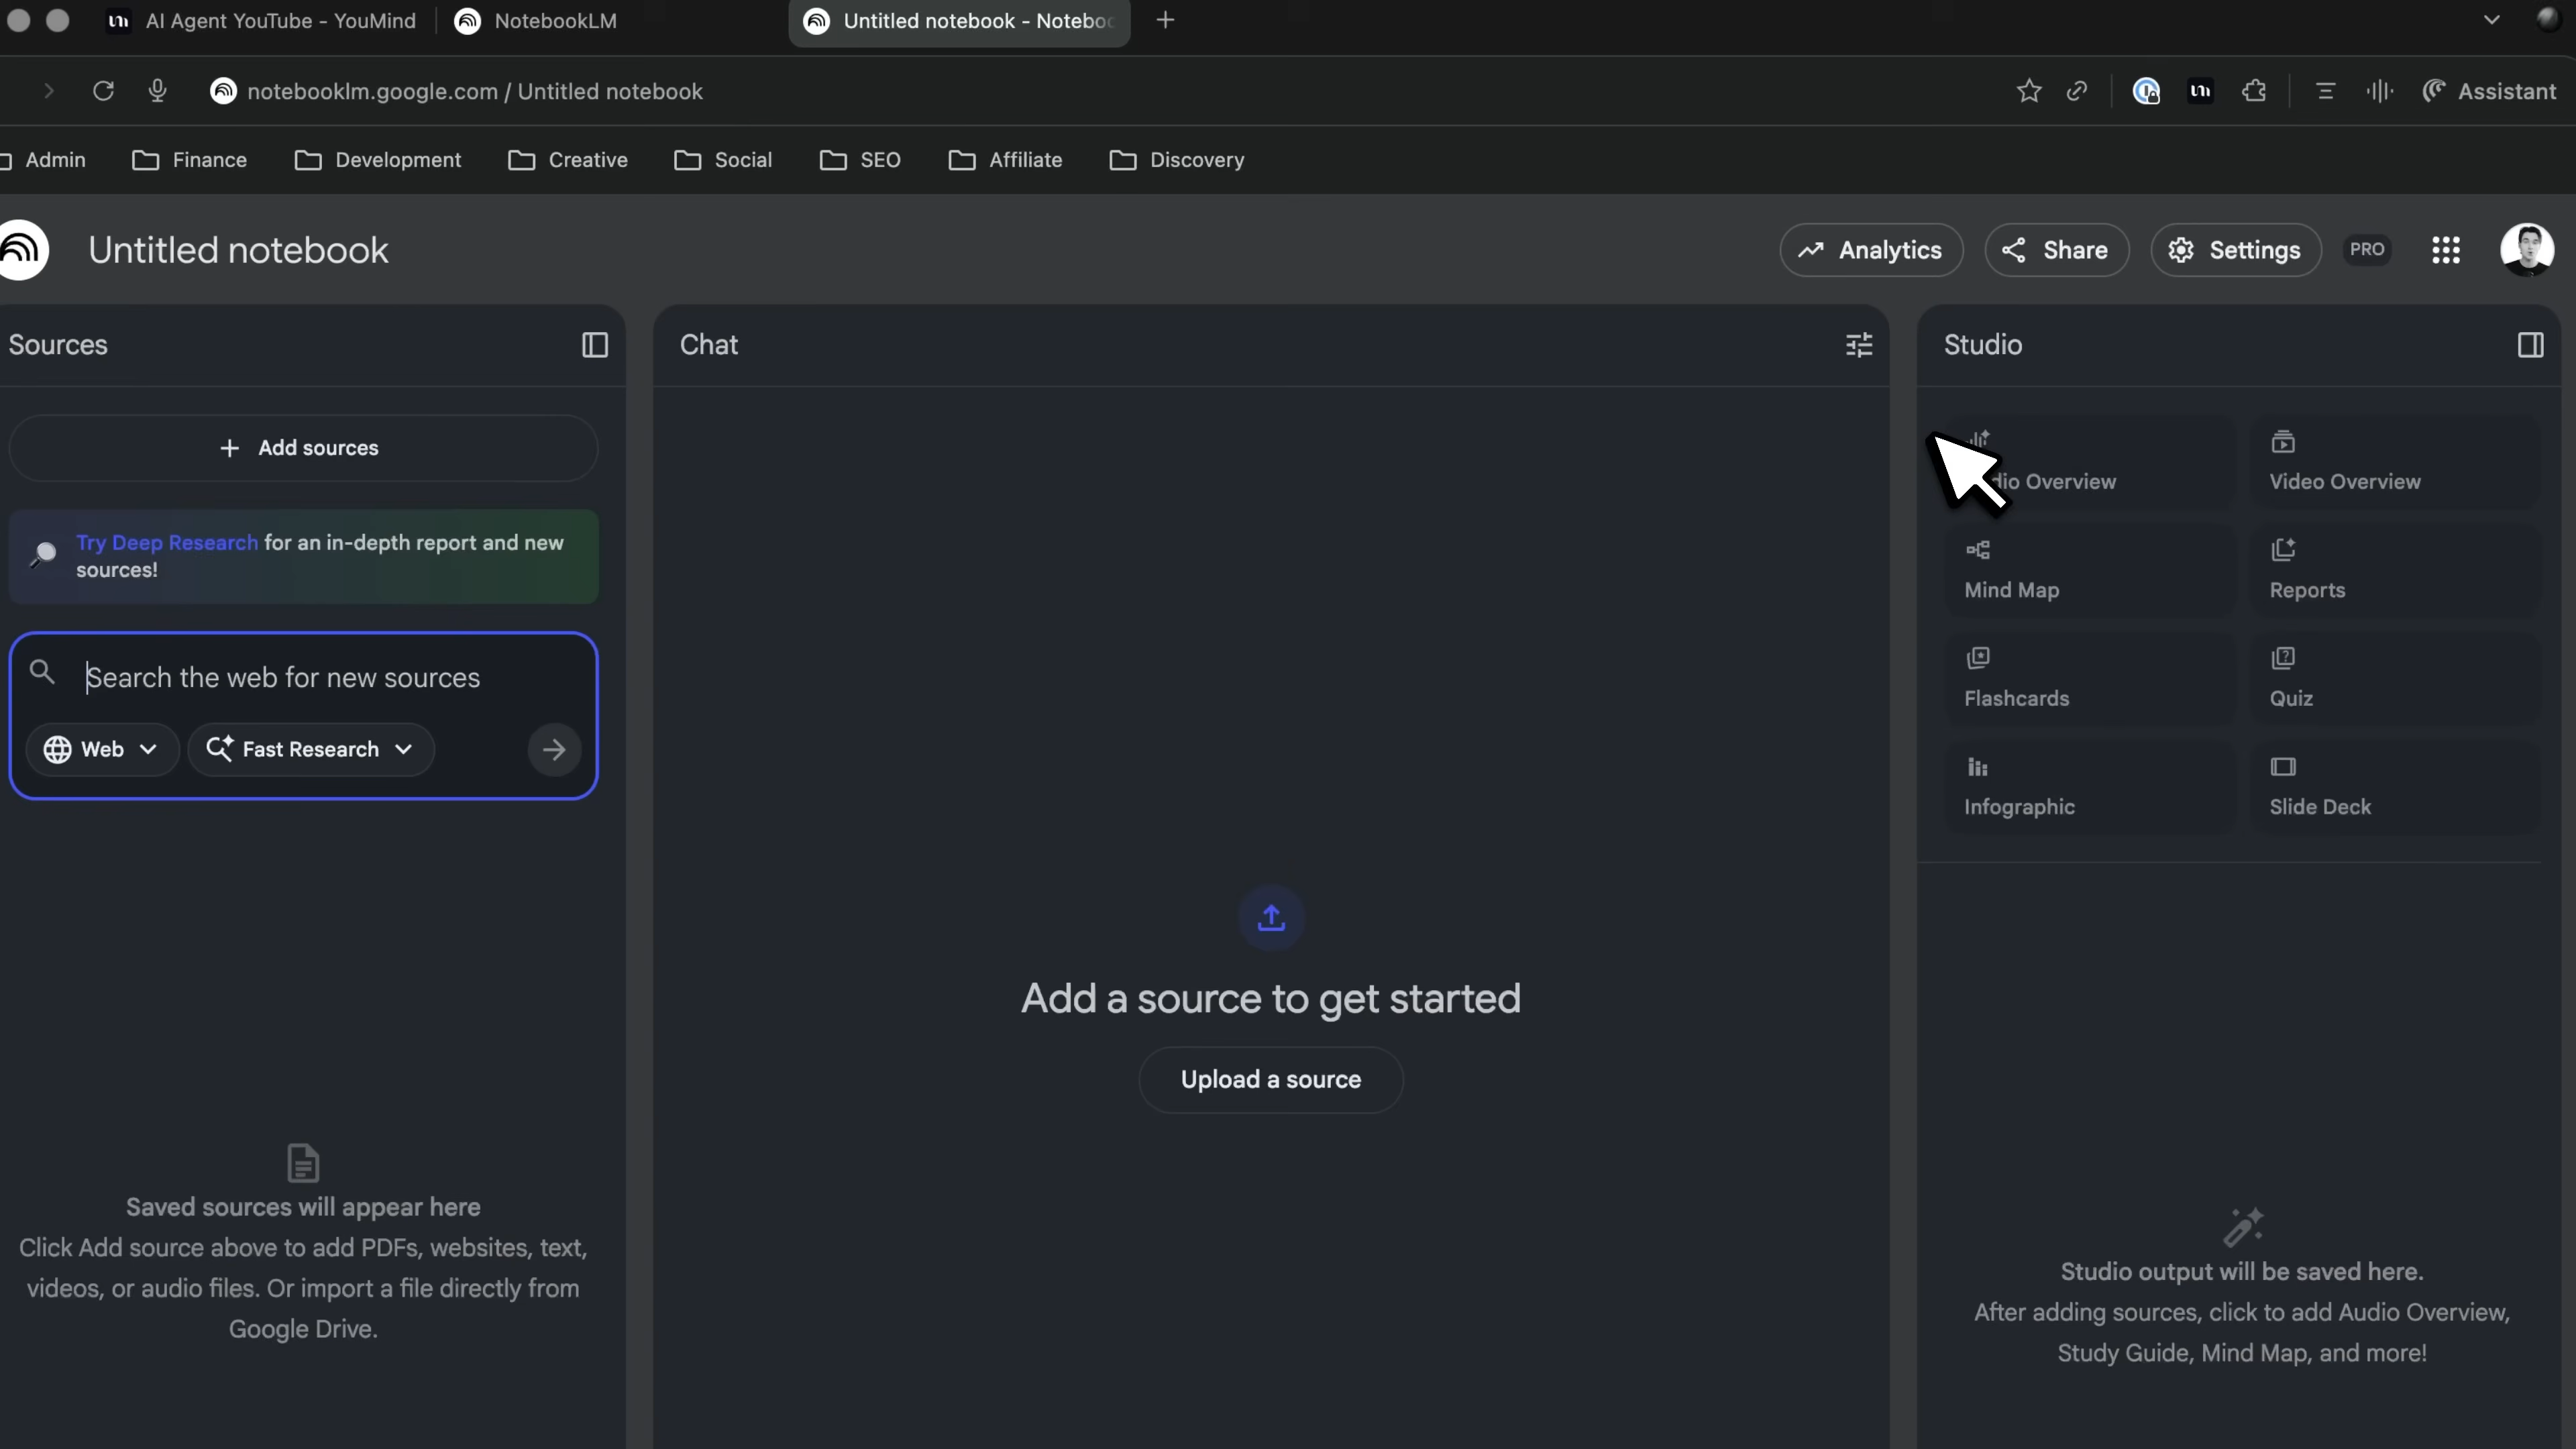 AI Agent YouTube - YouMind
NotebookLM
Untitled notebook - Notebo
notebooklm.google.com / Untitled notebook
Assistant
Admin
Finance
Development
Creative
Social
SEO
Affiliate
Discovery
Untitled notebook
Analytics
Share
Settings
PRO
Sources
Add sources
Try Deep Research for an in-depth report and new
sources!
Search the web for new sources
Web
Fast Research
Saved sources will appear here
Click Add source above to add PDFs, websites, text,
videos, or audio files. Or import a file directly from
Google Drive.
Chat
Add a source to get started
Upload a source
Studio
dio Overview
Video Overview
Mind Map
Reports
Flashcards
Quiz
Infographic
Slide Deck
Studio output will be saved here.
After adding sources, click to add Audio Overview,
Study Guide, Mind Map, and more!